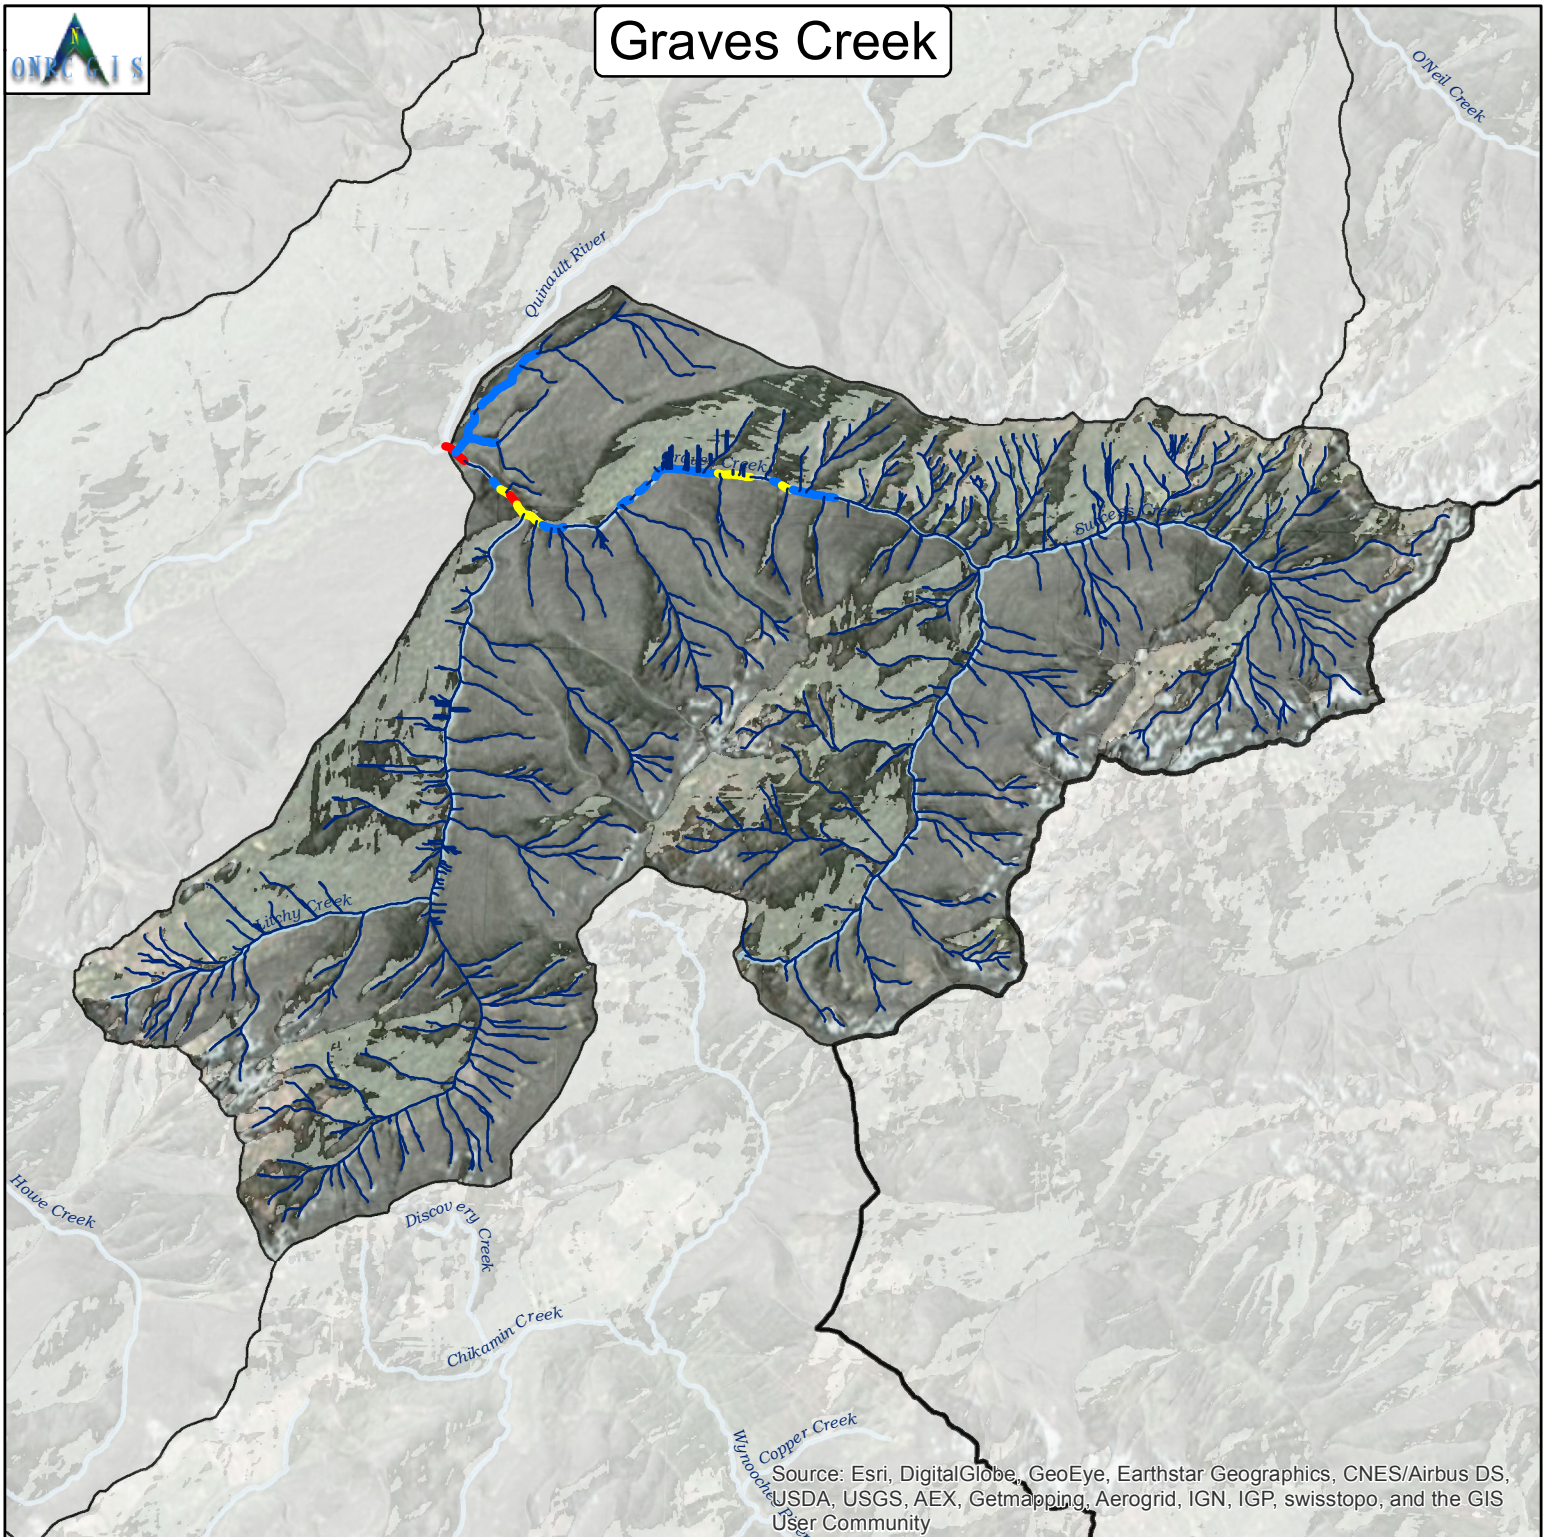 N
ONRC GIS
Graves Creek
O'Neil Creek
Quinault River
Graves Creek
Success Creek
Litchy Creek
Howe Creek
Discovery Creek
Chikamin Creek
Copper Creek
Source: Esri, DigitalGlobe, GeoEye, Earthstar Geographics, CNES/Airbus DS,
USDA, USGS, AEX, Getmapping, Aerogrid, IGN, IGP, swisstopo, and the GIS
User Community